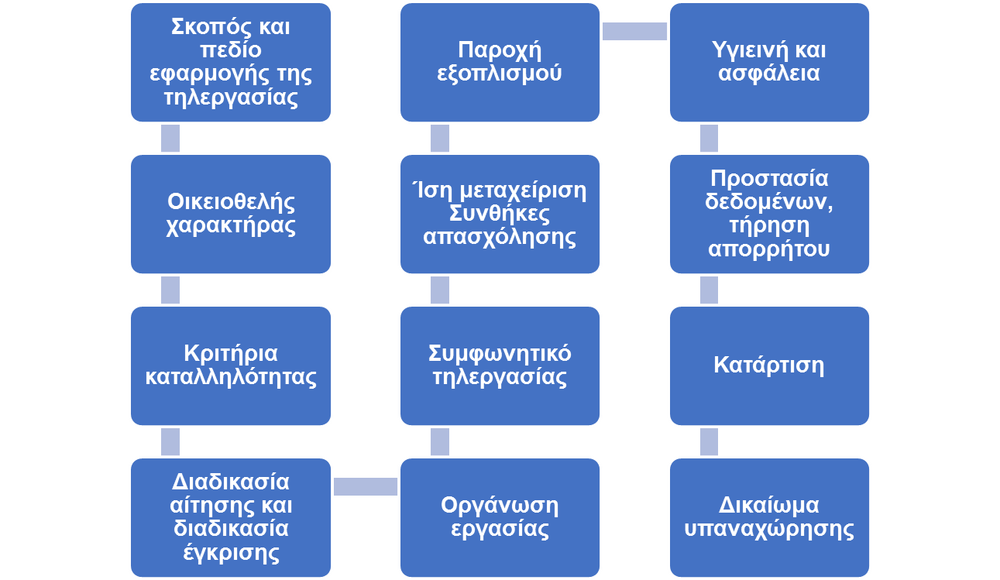 Σκοπός και
πεδίο
εφαρμογής της
τηλεργασίας
Οικειοθελής
χαρακτήρας
Κριτήρια
καταλληλότητας
Διαδικασία
αίτησης και
διαδικασία
έγκρισης
Οργάνωση
εργασίας
Συμφωνητικό
τηλεργασίας
Ίση μεταχείριση
Συνθήκες
απασχόλησης
Παροχή
εξοπλισμού
Υγιεινή και
ασφάλεια
Προστασία
δεδομένων,
τήρηση
απορρήτου
Κατάρτιση
Δικαίωμα
υπαναχώρησης